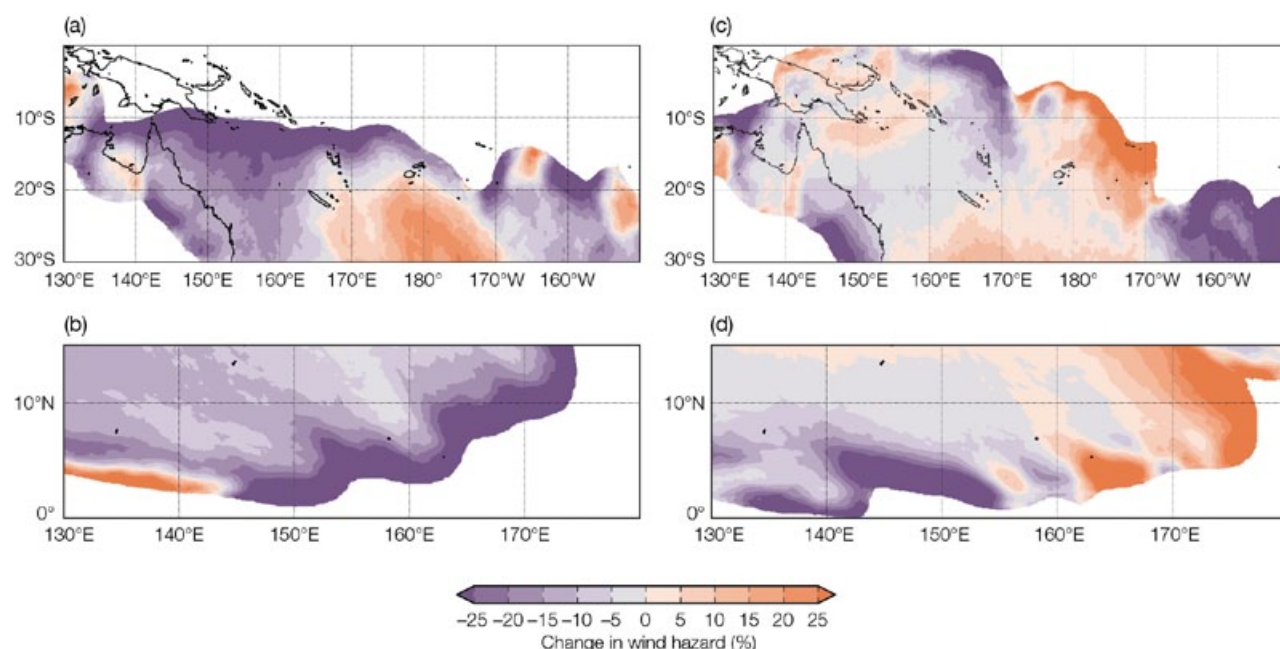 (a)
(c)
10°S
20°S
30°S
130°E 140°E 150°E 160°E 170°E 180° 170°W 160°W
10°S
20°S
30°S
130°E 140°E 150°E 160°E 170°E 180° 170°W 160°W
(b)
(d)
10°N
0°
130°E 140°E 150°E 160°E 170°E
10°N
0°
130°E 140°E 150°E 160°E 170°E
−25 −20 −15 −10 −5 0 5 10 15 20 25
Change in wind hazard (%)